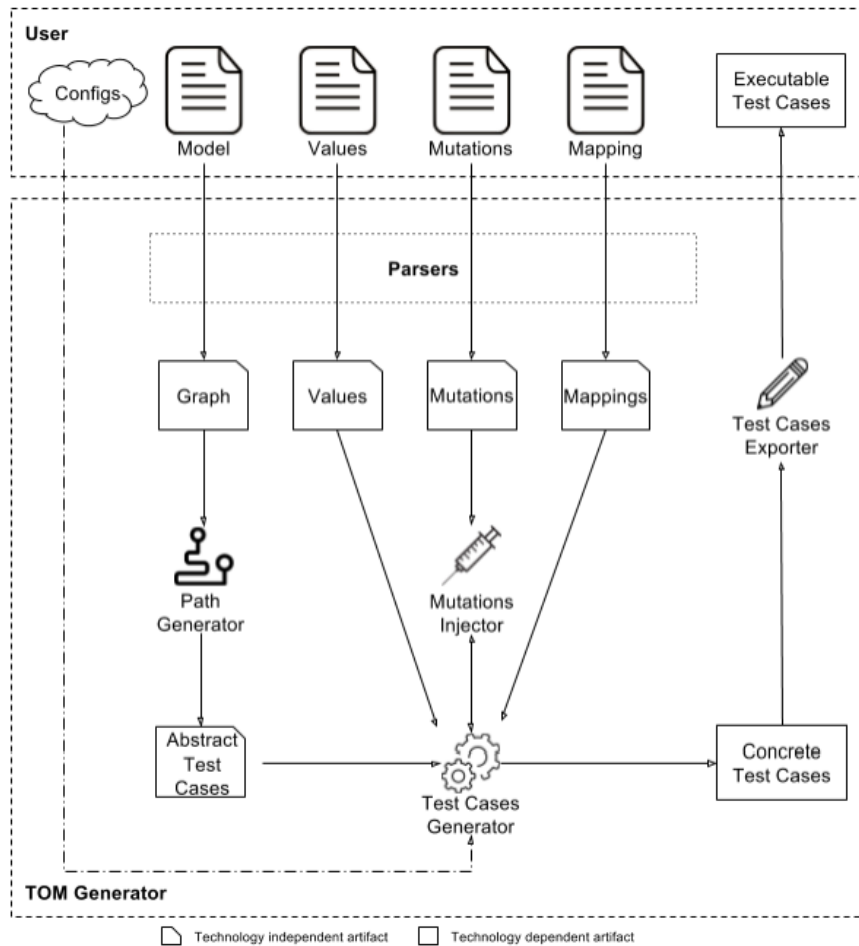 User
Configs
Model
Values
Mutations
Mapping
Executable
Test Cases
Parsers
Graph
Values
Mutations
Mappings
Test Cases
Exporter
Path
Generator
Mutations
Injector
Abstract
Test
Cases
Test Cases
Generator
Concrete
Test Cases
TOM Generator
Technology independent artifact
Technology dependent artifact